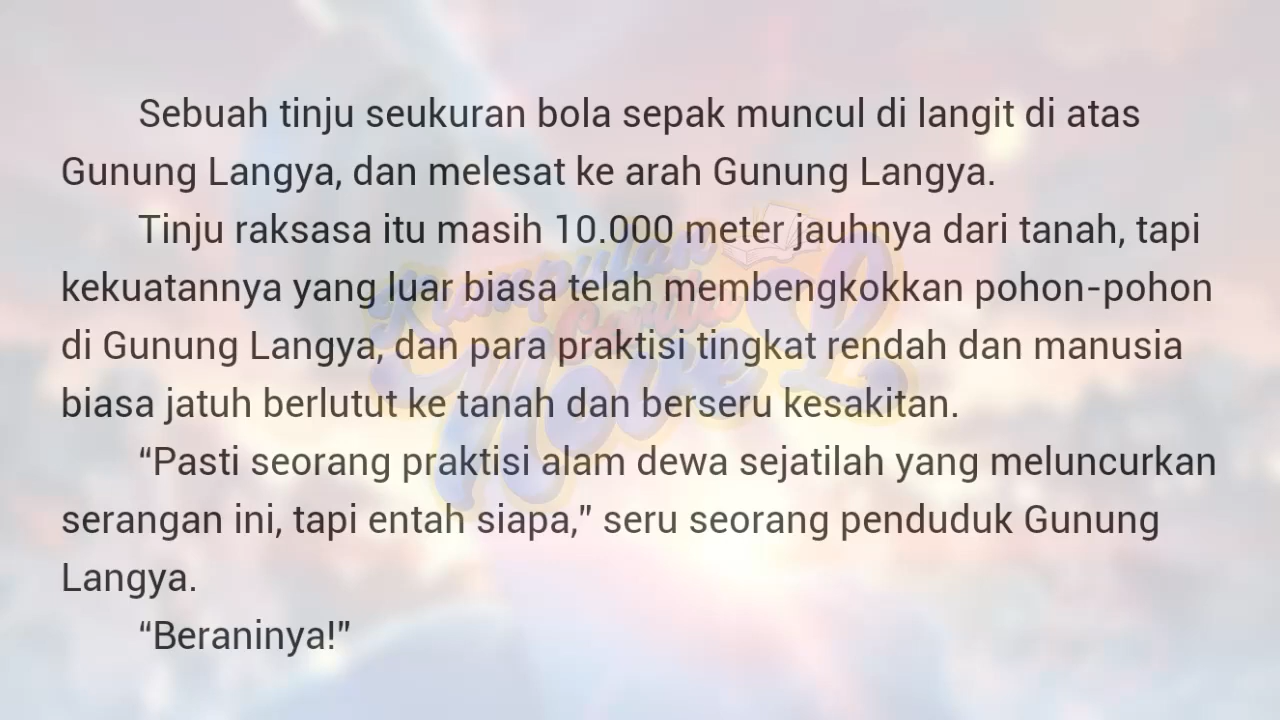 Sebuah tinju seukuran bola sepak muncul di langit di atas
Gunung Langya, dan melesat ke arah Gunung Langya.
Tinju raksasa itu masih 10.000 meter jauhnya dari tanah, tapi
kekuatannya yang luar biasa telah membengkokkan pohon-pohon
di Gunung Langya, dan para praktisi tingkat rendah dan manusia
biasa jatuh berlutut ke tanah dan berseru kesakitan.
“Pasti seorang praktisi alam dewa sejatilah yang meluncurkan
serangan ini, tapi entah siapa,” seru seorang penduduk Gunung
Langya.
“Beraninya!”
Kumpulan
Cerita
Novel